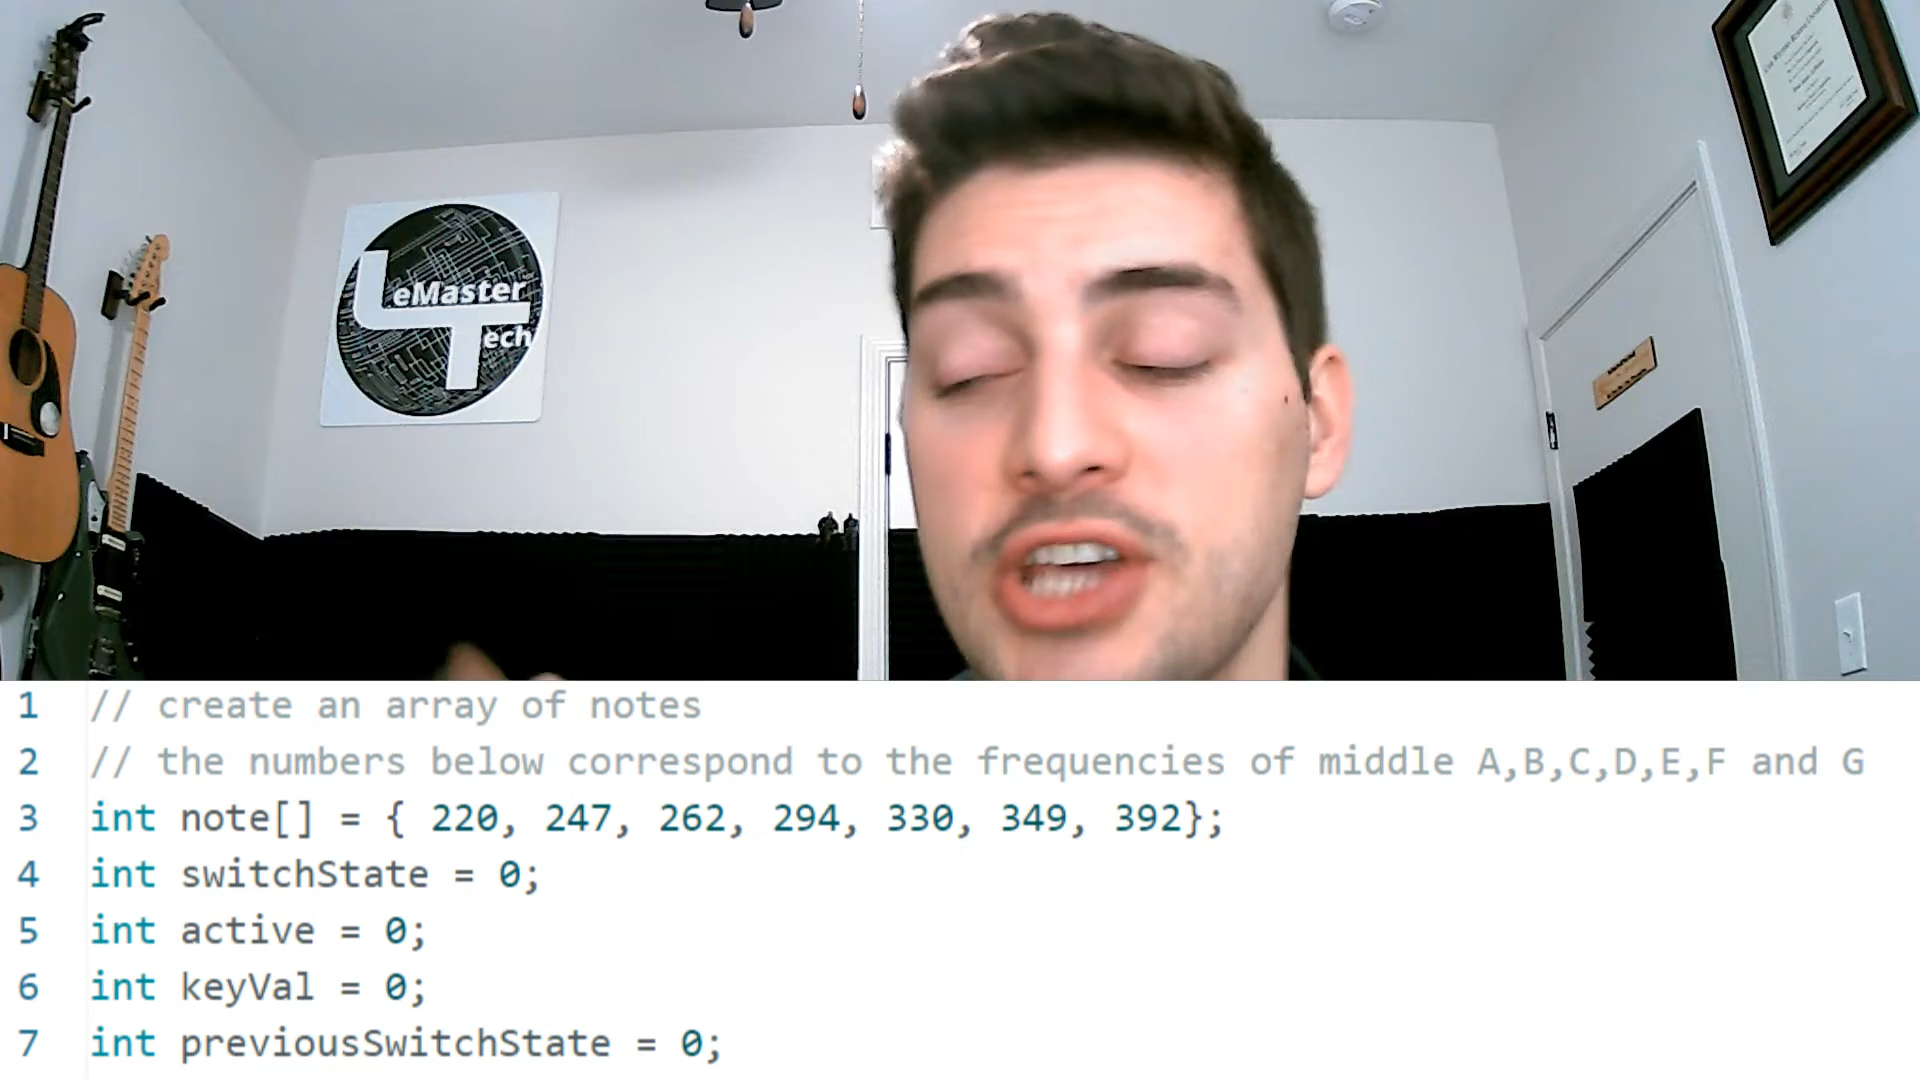 LeMaster
Tech
1 // create an array of notes
2 // the numbers below correspond to the frequencies of middle A,B,C,D,E,F and G
3 int note[] = { 220, 247, 262, 294, 330, 349, 392};
4 int switchState = 0;
5 int active = 0;
6 int keyVal = 0;
7 int previousSwitchState = 0;